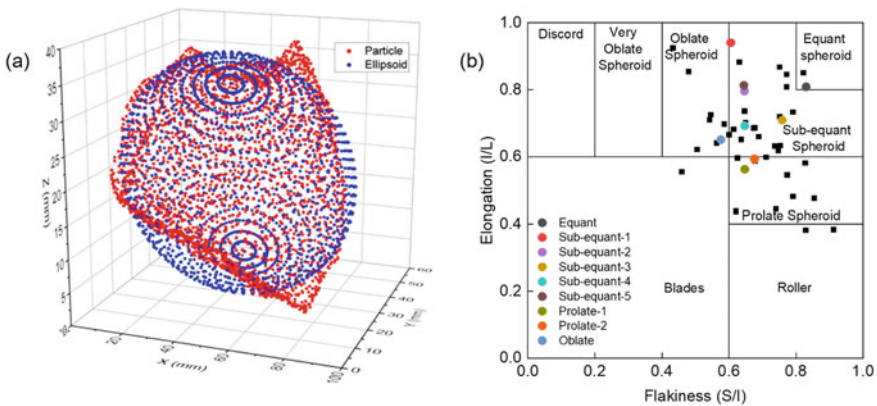 (a)
Particle
Ellipsoid
40
35
30
25
20
15
10
5
Z (mm)
20
40
60
80
100
X (mm)
0
10
20
30
40
50
60
Y (mm)
(b)
1.0
0.8
0.6
0.4
0.2
0.0
Elongation (I/L)
Discord
Very
Oblate
Spheroid
Oblate
Spheroid
Equant
spheroid
Sub-equant
Spheroid
Prolate Spheroid
Blades
Roller
Equant
Sub-equant-1
Sub-equant-2
Sub-equant-3
Sub-equant-4
Sub-equant-5
Prolate-1
Prolate-2
Oblate
0.0
0.2
0.4
0.6
0.8
1.0
Flakiness (S/I)